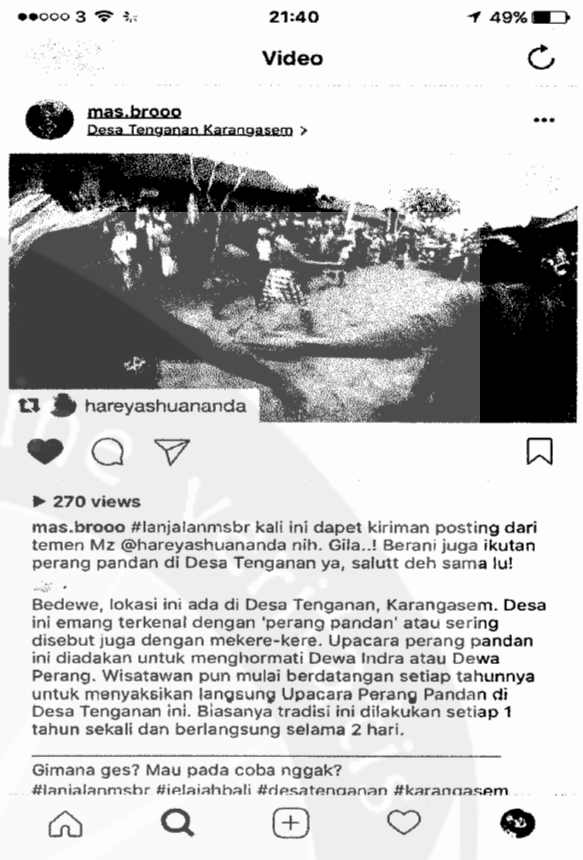 3 21:40 49%
Video
mas.brooo
Desa Tenganan Karangasem >
hareyashuananda
270 views
mas.brooo #lanjalanmsbr kali ini dapet kiriman posting dari
temen Mz @hareyashuananda nih. Gila..! Berani juga ikutan
perang pandan di Desa Tenganan ya, salutt deh sama lu!
Bedewe, lokasi ini ada di Desa Tenganan, Karangasem. Desa
ini emang terkenal dengan 'perang pandan' atau sering
disebut juga dengan mekere-kere. Upacara perang pandan
ini diadakan untuk menghormati Dewa Indra atau Dewa
Perang. Wisatawan pun mulai berdatangan setiap tahunnya
untuk menyaksikan langsung Upacara Perang Pandan di
Desa Tenganan ini. Biasanya tradisi ini dilakukan setiap 1
tahun sekali dan berlangsung selama 2 hari.
Gimana ges? Mau pada coba nggak?
#lanjalanmsbr #jelajahbali #desatenganan #karangasem